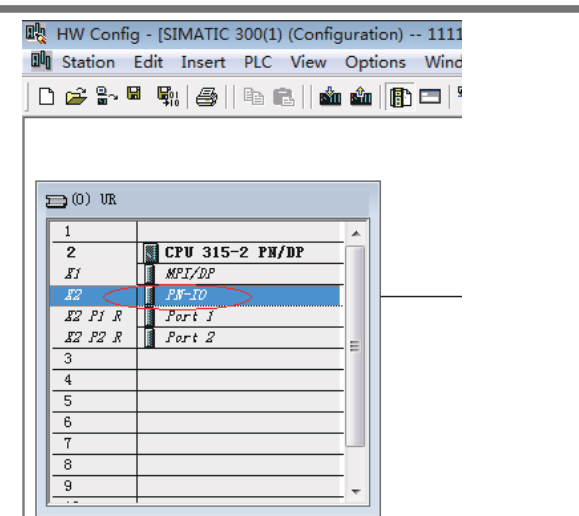 HW Config - [SIMATIC 300(1) (Configuration) -- 1111
Station Edit Insert PLC View Options Wind
(0) UR
1
2 CPU 315-2 PN/DP
X1 MPI/DP
X2 PN-IO
X2 P1 R Port 1
X2 P2 R Port 2
3
4
5
6
7
8
9